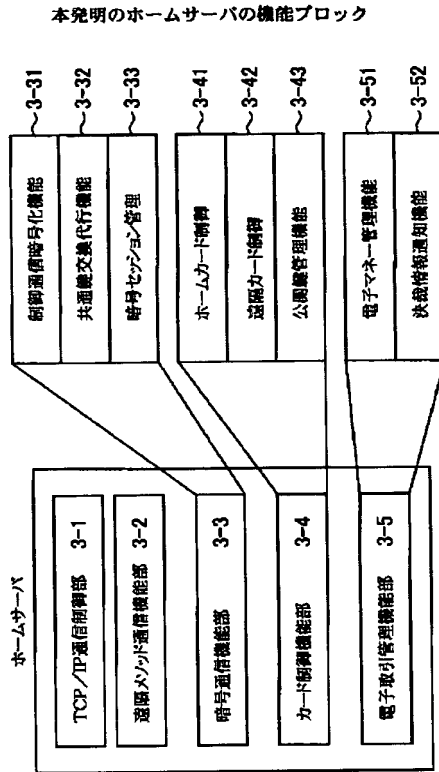 本発明のホームサーバの機能ブロック
ホームサーバ
TCP/IP通信制御部 3-1
遠隔メソッド通信機能部 3-2
暗号通信機能部 3-3
カード制御機能部 3-4
電子取引管理機能部 3-5
制御通信暗号化機能 3-31
共通鍵交換代行機能 3-32
暗号セッション管理 3-33
ホームカード制御 3-41
遠隔カード制御 3-42
公開鍵管理機能 3-43
電子マネー管理機能 3-51
決裁情報通知機能 3-52